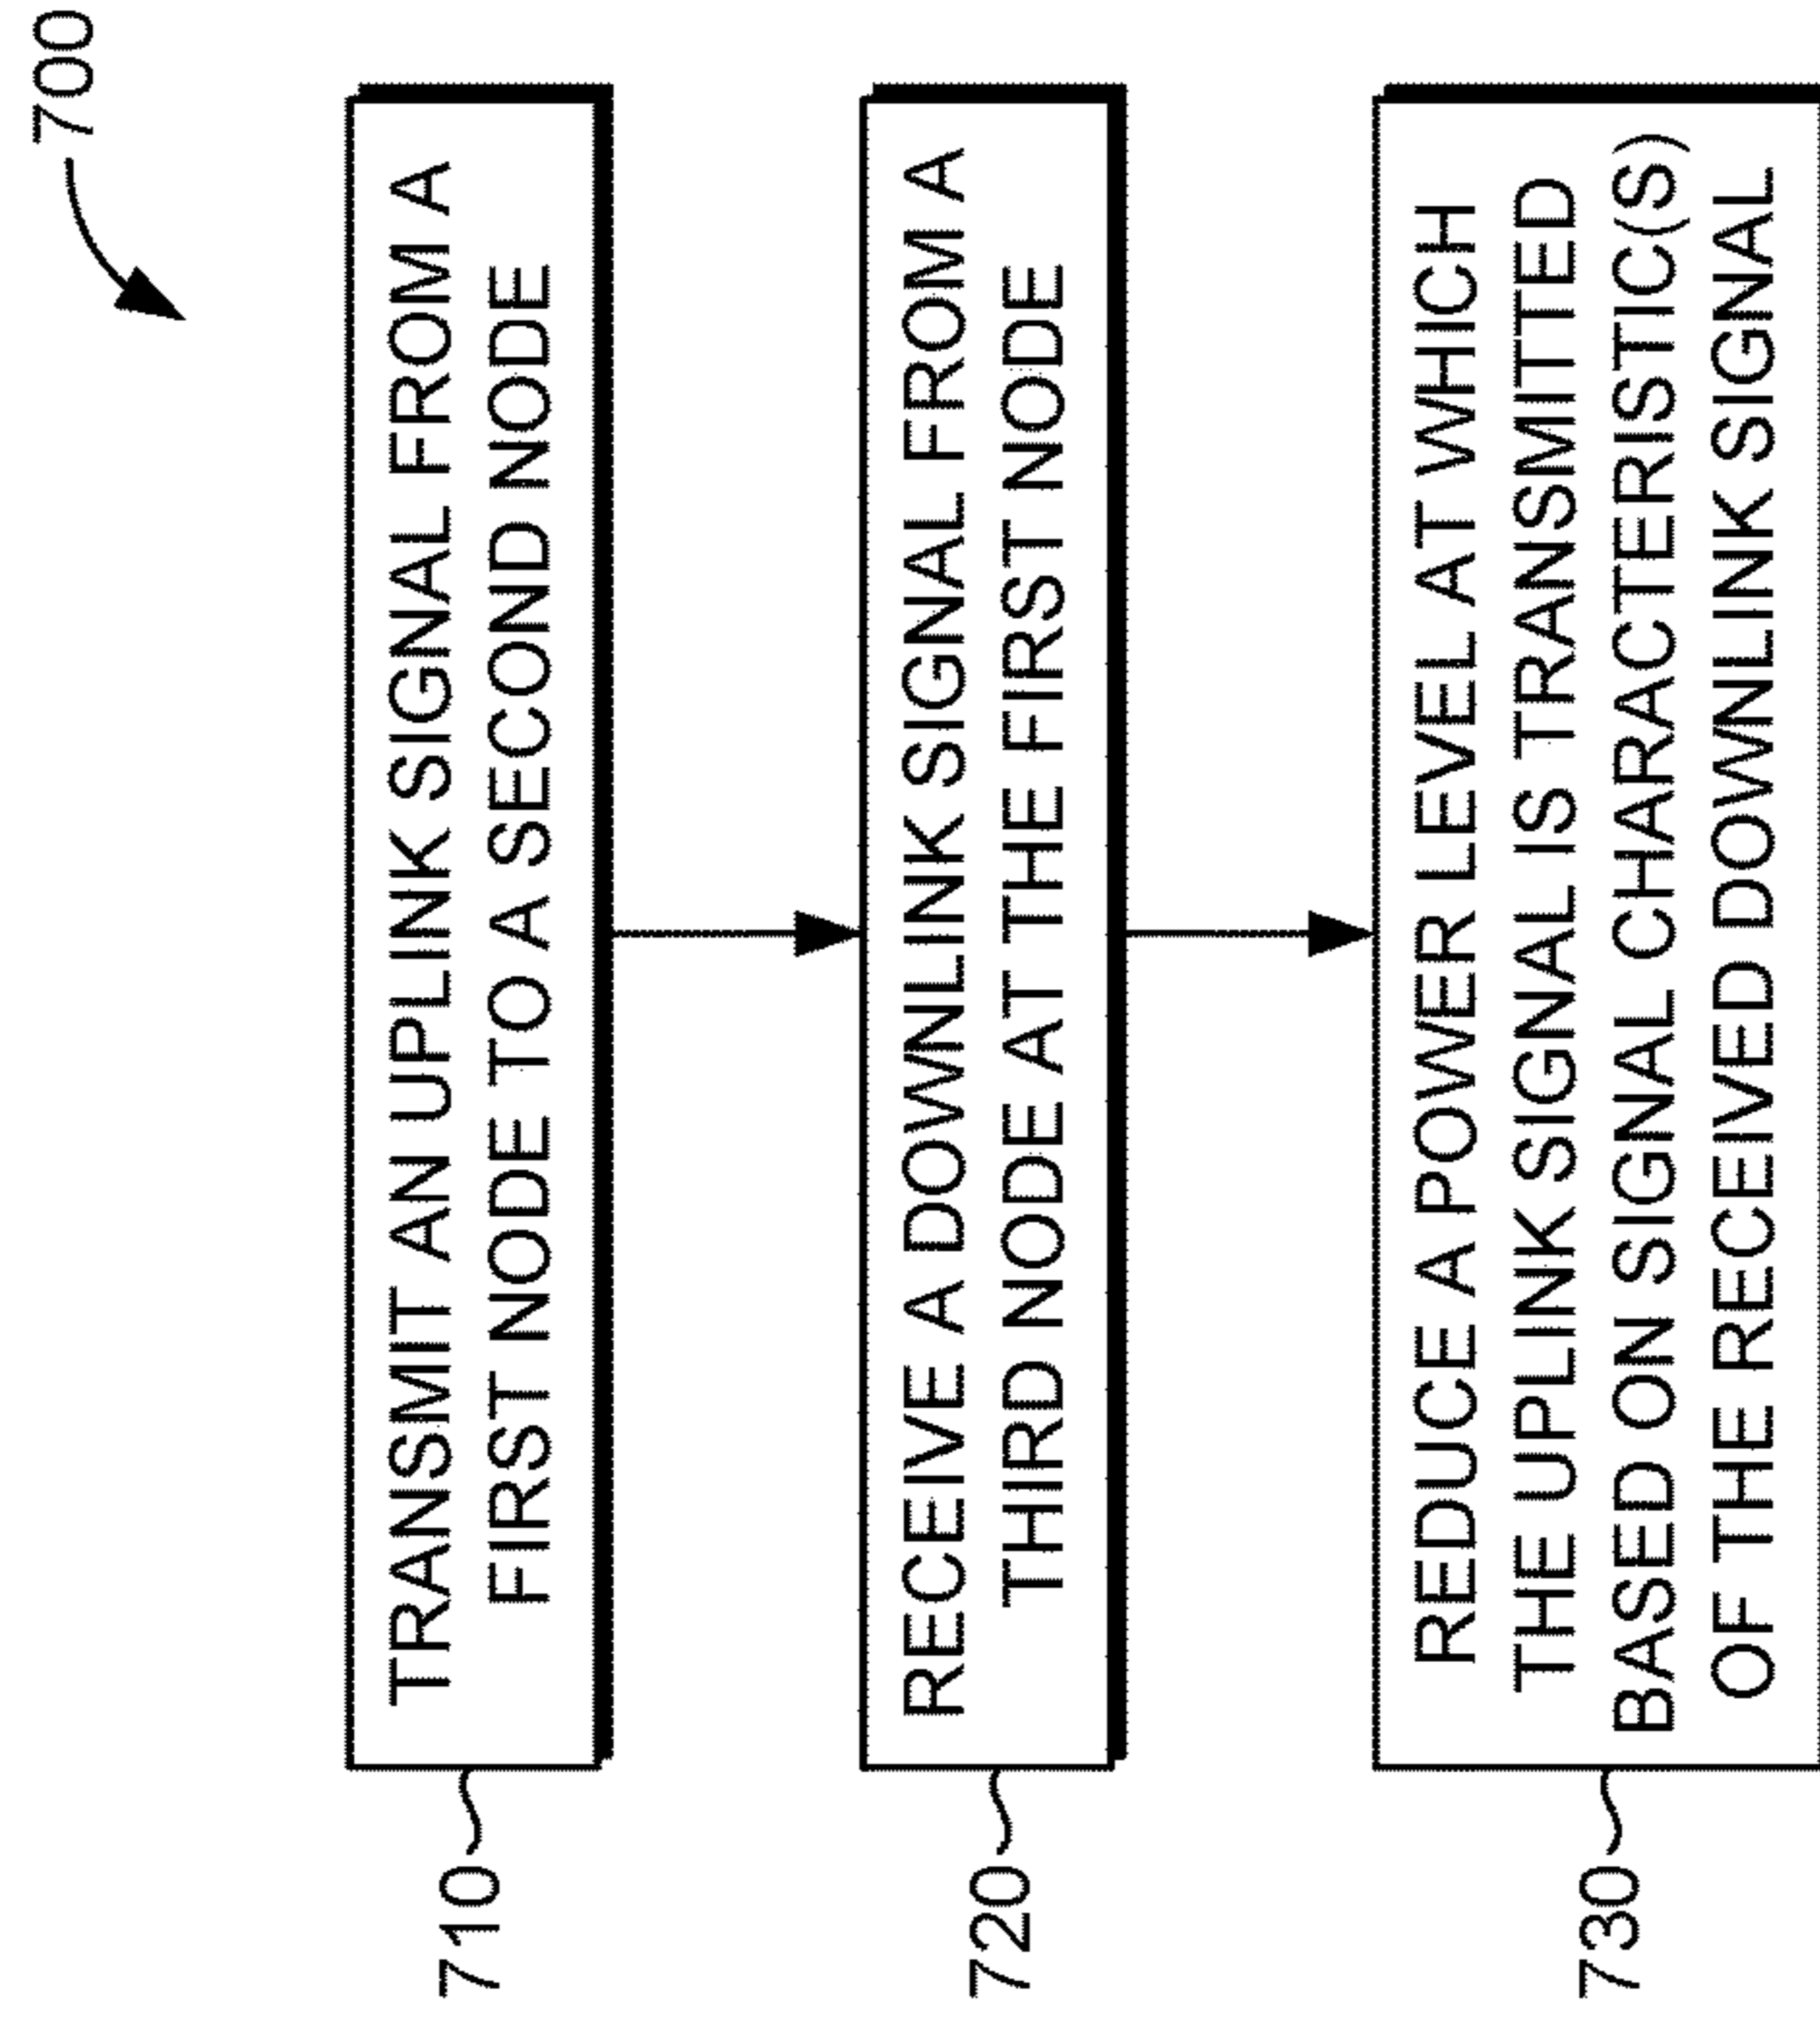 700
710
TRANSMIT AN UPLINK SIGNAL FROM A
FIRST NODE TO A SECOND NODE
720
RECEIVE A DOWNLINK SIGNAL FROM A
THIRD NODE AT THE FIRST NODE
730
REDUCE A POWER LEVEL AT WHICH
THE UPLINK SIGNAL IS TRANSMITTED
BASED ON SIGNAL CHARACTERISTIC(S)
OF THE RECEIVED DOWNLINK SIGNAL